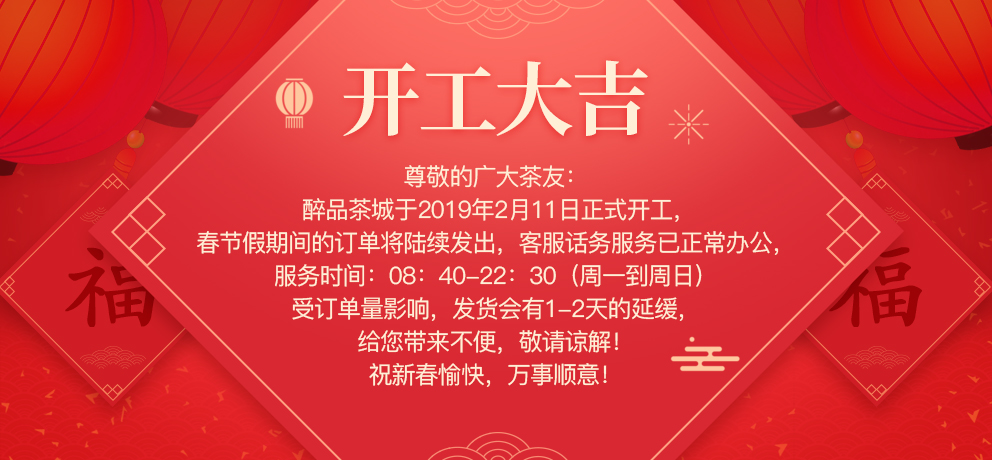 开工大吉
尊敬的广大茶友：
醉品茶城于2019年2月11日正式开工，
春节假期间的订单将陆续发出，客服话务服务已正常办公，
服务时间：08：40-22：30（周一到周日）
受订单量影响，发货会有1-2天的延缓，
给您带来不便，敬请谅解！
祝新春愉快，万事顺意！
福
福